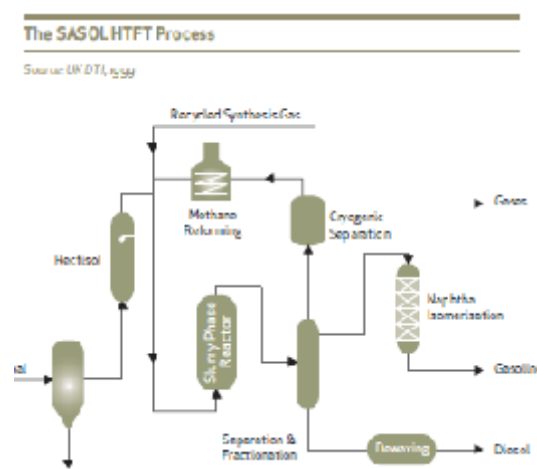 The SASOL HTFT Process
Source: UK DTI, 1999
Recycled Synthesis Gas
Methane
Reforming
Cryogenic
Separation
Gases
Rectisol
Slurry Phase
Reactor
Naphtha
Isomerization
Gasoline
Separation &
Fractionation
Dewaxing
Diesel